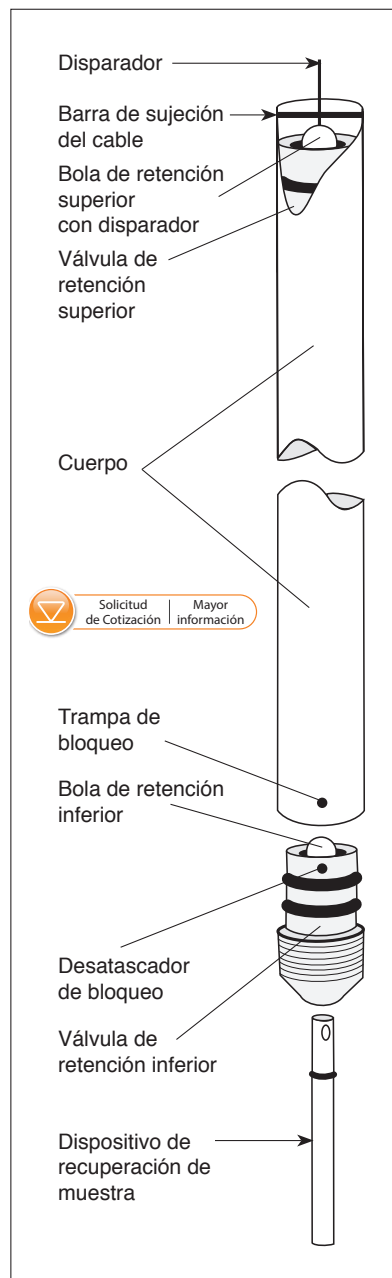 Disparador
Barra de sujeción
del cable
Bola de retención
superior
con disparador
Válvula de
retención
superior
Cuerpo
Solicitud
de Cotización
Mayor
información
Trampa de
bloqueo
Bola de retención
inferior
Desatascador
de bloqueo
Válvula de
retención inferior
Dispositivo de
recuperación de
muestra